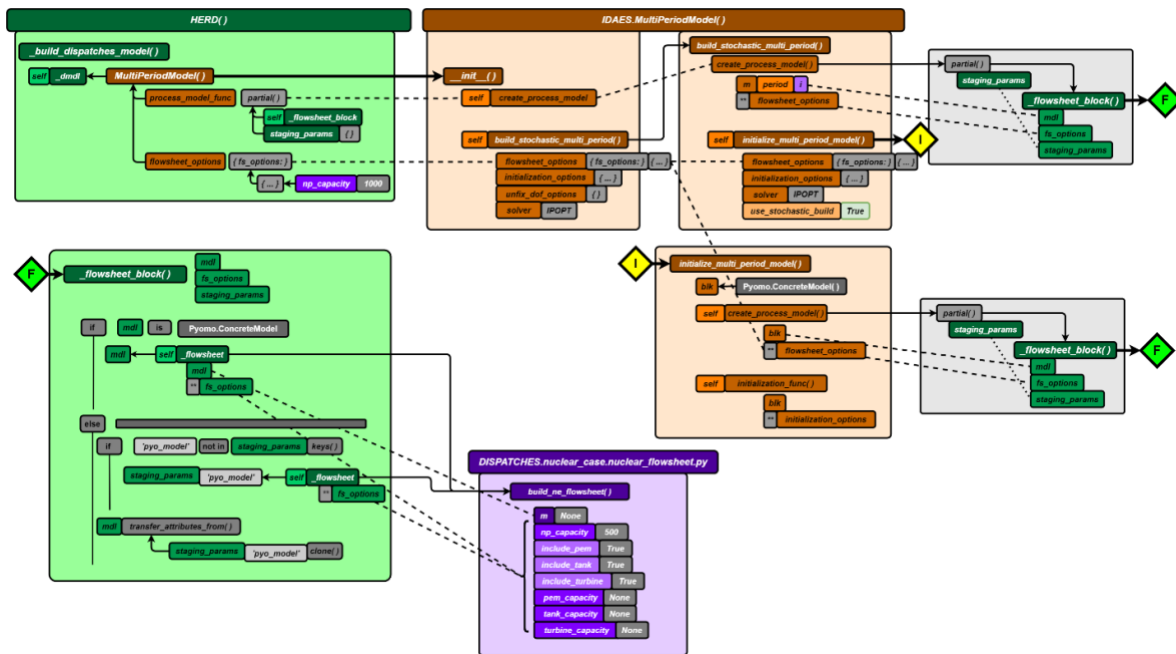 HERD( )
IDAES.MultiPeriodModel( )
_build_dispatches_model( )
self _dmdl MultiPeriodModel( )
process_model_func partial( )
self _flowsheet_block
staging_params { }
flowsheet_options { fs_options: }
{ ... } np_capacity 1000
__init__( )
self create_process_model
self build_stochastic_multi_period( )
flowsheet_options { fs_options: } { ... }
initialization_options { ... }
unfix_dof_options { }
solver IPOPT
build_stochastic_multi_period( )
create_process_model( )
m period i
** flowsheet_options
self initialize_multi_period_model( ) I
flowsheet_options { fs_options: } { ... }
initialization_options { ... }
solver IPOPT
use_stochastic_build True
partial( )
staging_params
_flowsheet_block( ) F
mdl
fs_options
staging_params
F _flowsheet_block( )
mdl
fs_options
staging_params
if mdl is Pyomo.ConcreteModel
mdl self _flowsheet
mdl
** fs_options
else
if 'pyo_model' not in staging_params keys( )
staging_params 'pyo_model' self _flowsheet
** fs_options
mdl transfer_attributes_from( )
staging_params 'pyo_model' clone( )
I initialize_multi_period_model( )
blk Pyomo.ConcreteModel( )
self create_process_model( )
blk
** flowsheet_options
self initialization_func( )
blk
** initialization_options
partial( )
staging_params
_flowsheet_block( ) F
mdl
fs_options
staging_params
DISPATCHES.nuclear_case.nuclear_flowsheet.py
build_ne_flowsheet( )
m None
np_capacity 500
include_pem True
include_tank True
include_turbine True
pem_capacity None
tank_capacity None
turbine_capacity None